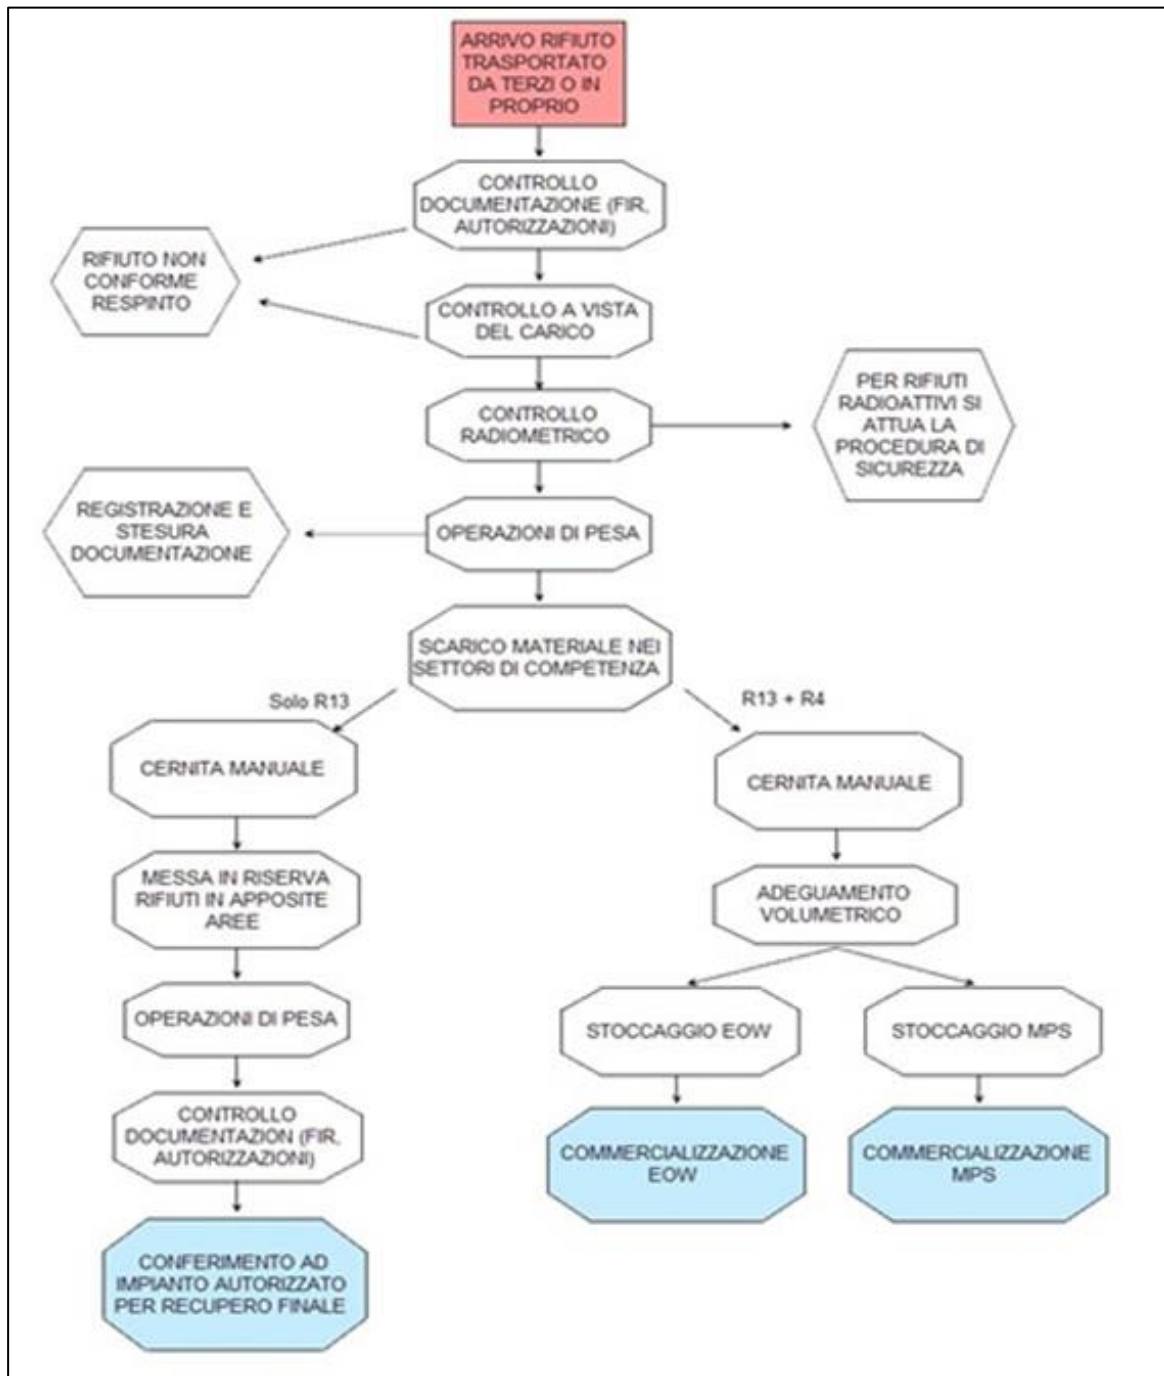 ARRIVO RIFIUTO
TRASPORTATO
DA TERZI O IN
PROPRIO
CONTROLLO
DOCUMENTAZIONE (FIR,
AUTORIZZAZIONI)
RIFIUTO NON
CONFORME
RESPINTO
CONTROLLO A VISTA
DEL CARICO
CONTROLLO
RADIOMETRICO
PER RIFIUTI
RADIOATTIVI SI
ATTUA LA
PROCEDURA DI
SICUREZZA
REGISTRAZIONE E
STESURA
DOCUMENTAZIONE
OPERAZIONI DI PESA
SCARICO MATERIALE NEI
SETTORI DI COMPETENZA
Solo R13
R13 + R4
CERNITA MANUALE
MESSA IN RISERVA
RIFIUTI IN APPOSITE
AREE
OPERAZIONI DI PESA
CONTROLLO
DOCUMENTAZION (FIR,
AUTORIZZAZIONI)
CONFERIMENTO AD
IMPIANTO AUTORIZZATO
PER RECUPERO FINALE
CERNITA MANUALE
ADEGUAMENTO
VOLUMETRICO
STOCCAGGIO EOW
STOCCAGGIO MPS
COMMERCIALIZZAZIONE
EOW
COMMERCIALIZZAZIONE
MPS